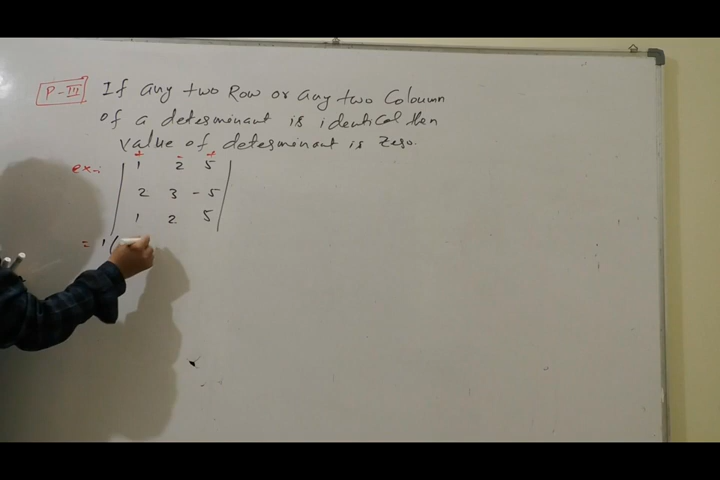 P-III If any two Row or any two Coloumn
of a determinant is identical then
value of determinant is Zero.
+ - +
ex-: | 1 2 5 |
| 2 3 -5 |
| 1 2 5 |
= 1(